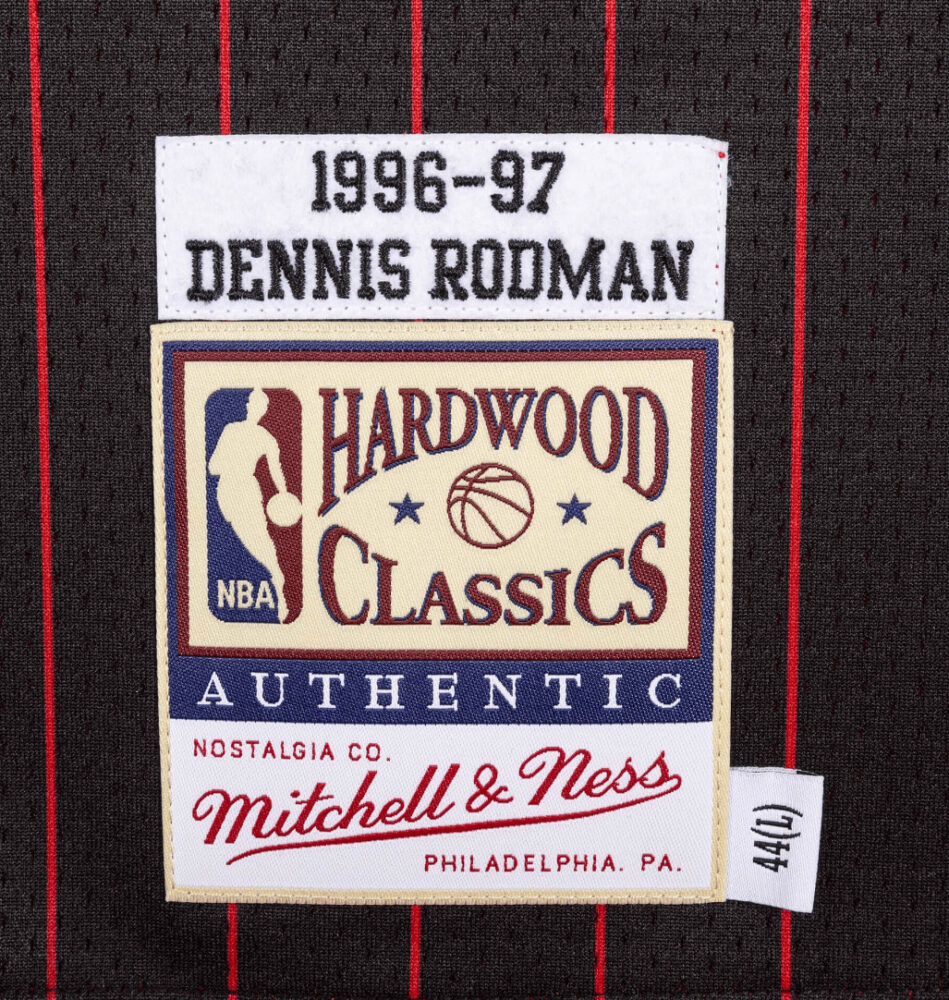 1996-97
DENNIS RODMAN
HARDWOOD
CLASSICS
NBA
AUTHENTIC
NOSTALGIA CO.
Mitchell & Ness
PHILADELPHIA. PA.
44(L)